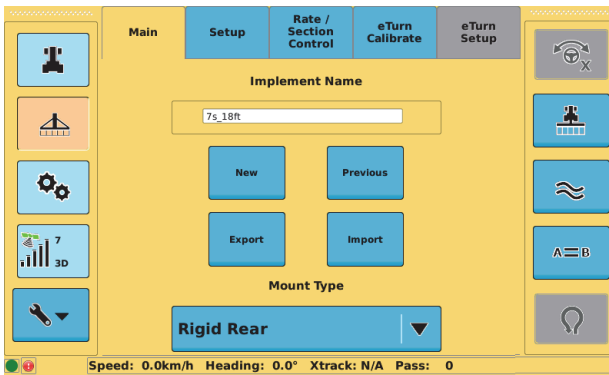 Main
Setup
Rate /
Section
Control
eTurn
Calibrate
eTurn
Setup
X
Implement Name
7s_18ft
New
Previous
Export
Import
7
3D
A=B
Mount Type
Rigid Rear
Speed: 0.0km/h Heading: 0.0° Xtrack: N/A Pass: 0